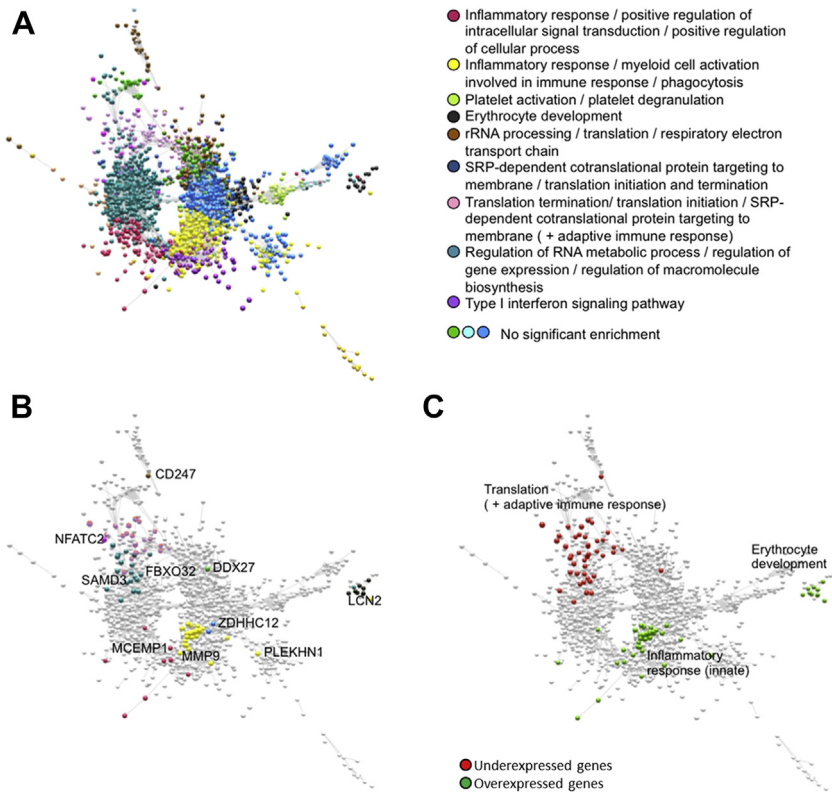 A
Inflammatory response / positive regulation of
intracellular signal transduction / positive regulation
of cellular process
Inflammatory response / myeloid cell activation
involved in immune response / phagocytosis
Platelet activation / platelet degranulation
Erythrocyte development
rRNA processing / translation / respiratory electron
transport chain
SRP-dependent cotranslational protein targeting to
membrane / translation initiation and termination
Translation termination/ translation initiation / SRP-
dependent cotranslational protein targeting to
membrane ( + adaptive immune response)
Regulation of RNA metabolic process / regulation of
gene expression / regulation of macromolecule
biosynthesis
Type I interferon signaling pathway
No significant enrichment
B
CD247
NFATC2
FBXO32
DDX27
SAMD3
LCN2
ZDHHC12
MCEMP1
MMP9
PLEKHN1
C
Translation
( + adaptive immune response)
Erythrocyte
development
Inflammatory
response (innate)
Underexpressed genes
Overexpressed genes